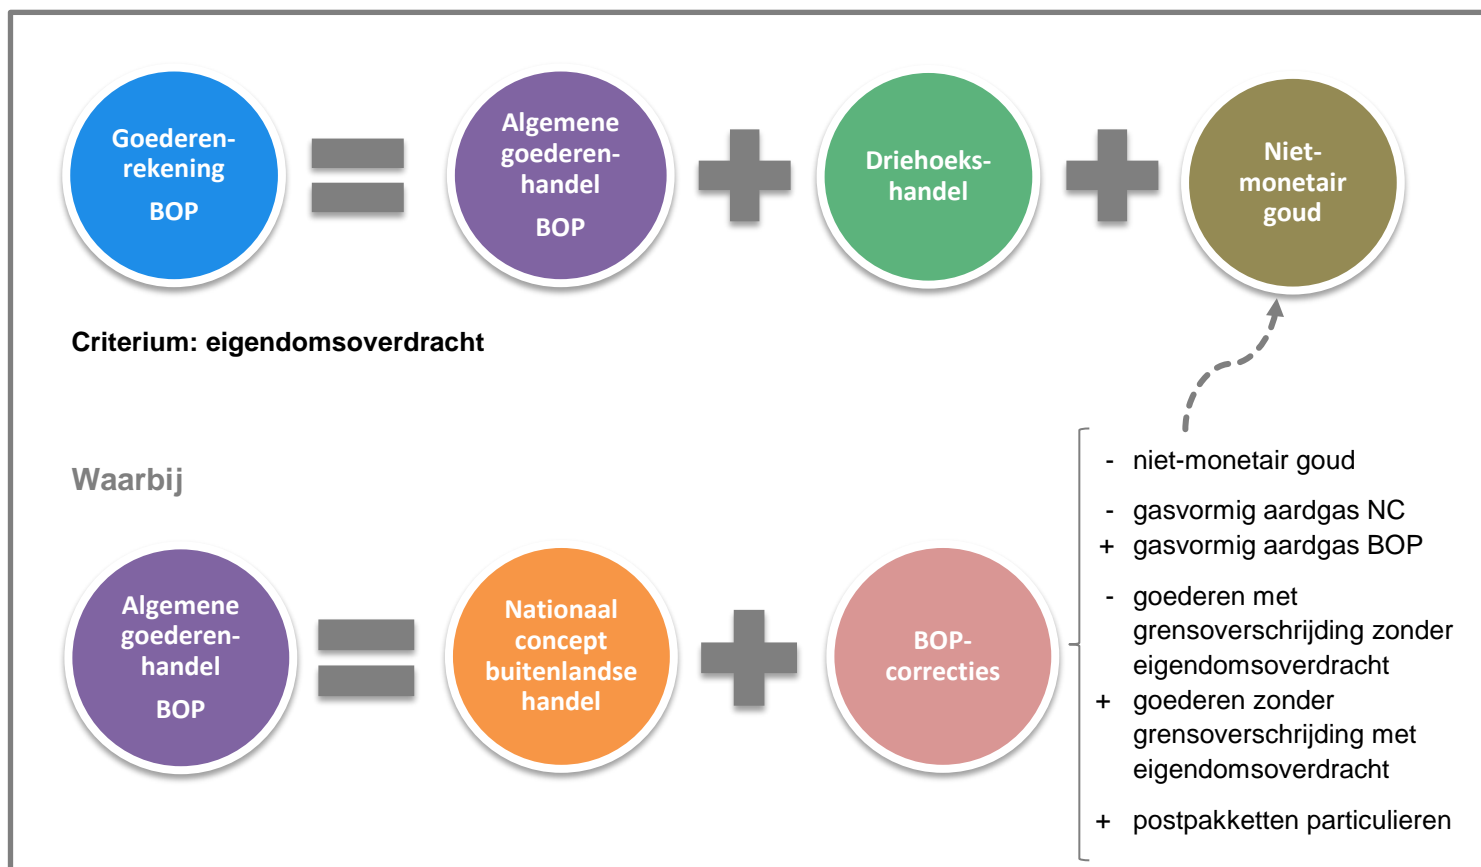 Goederen-
rekening
BOP
Algemene
goederen-
handel
BOP
Driehoeks-
handel
Niet-
monetair
goud
Criterium: eigendomsoverdracht
Waarbij
Algemene
goederen-
handel
BOP
Nationaal
concept
buitenlandse
handel
BOP-
correcties
- niet-monetair goud
- gasvormig aardgas NC
+ gasvormig aardgas BOP
- goederen met
grensoverschrijding zonder
eigendomsoverdracht
+ goederen zonder
grensoverschrijding met
eigendomsoverdracht
+ postpakketten particulieren